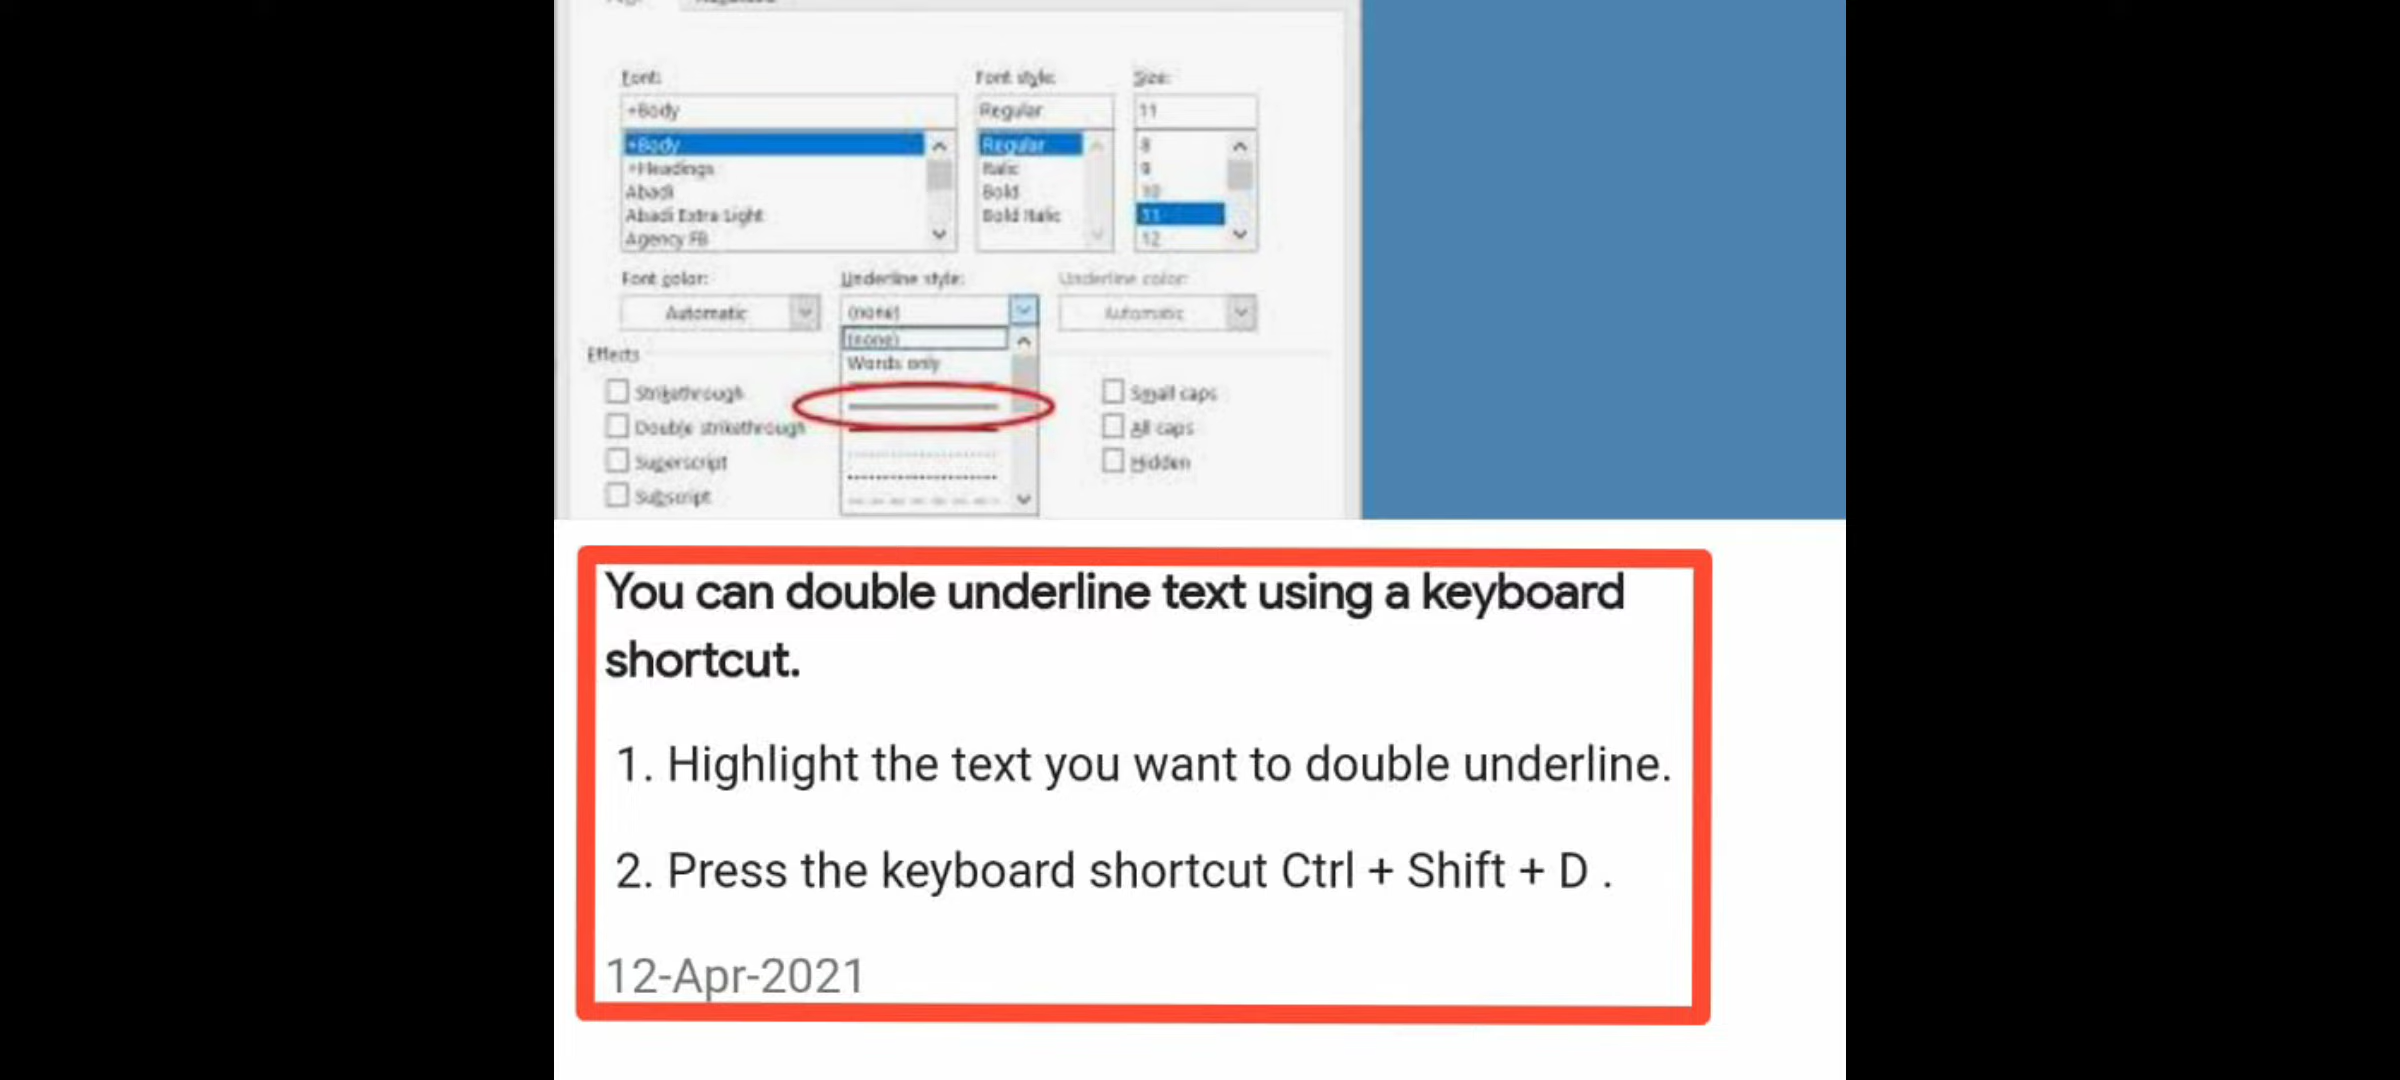 Font: Font style: Size:
+Body Regular 11
+Body Regular 8
+Headings Italic 9
Abadi Bold 10
Abadi Extra Light Bold Italic 11
Agency FB 12
Font color: Underline style: Underline color:
Automatic (none) Automatic
(none)
Effects
Words only
Strikethrough Small caps
Double strikethrough All caps
Superscript Hidden
Subscript
You can double underline text using a keyboard
shortcut.
1. Highlight the text you want to double underline.
2. Press the keyboard shortcut Ctrl + Shift + D .
12-Apr-2021